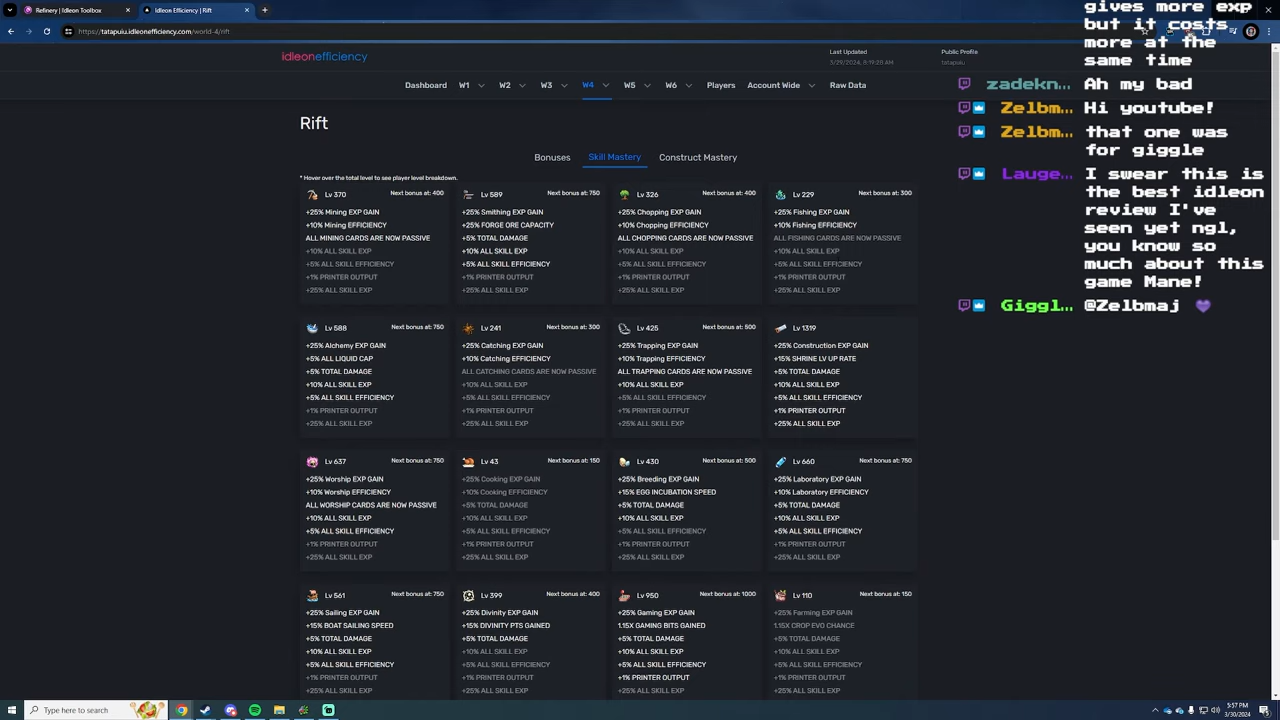 Refinery | Idleon Toolbox
Idleon Efficiency | Rift
https://tatapuiu.idleonefficiency.com/world-4/rift
idleonefficiency
Last Updated
3/29/2024, 8:19:28 AM
Public Profile
tatapuiu
Dashboard W1 W2 W3 W4 W5 W6 Players Account Wide Raw Data
Rift
Bonuses Skill Mastery Construct Mastery
* Hover over the total level to see player level breakdown.
Lv 370 Next bonus at: 400
+25% Mining EXP GAIN
+10% Mining EFFICIENCY
ALL MINING CARDS ARE NOW PASSIVE
+10% ALL SKILL EXP
+5% ALL SKILL EFFICIENCY
+1% PRINTER OUTPUT
+25% ALL SKILL EXP
Lv 589 Next bonus at: 750
+25% Smithing EXP GAIN
+25% FORGE ORE CAPACITY
+5% TOTAL DAMAGE
+10% ALL SKILL EXP
+5% ALL SKILL EFFICIENCY
+1% PRINTER OUTPUT
+25% ALL SKILL EXP
Lv 326 Next bonus at: 400
+25% Chopping EXP GAIN
+10% Chopping EFFICIENCY
ALL CHOPPING CARDS ARE NOW PASSIVE
+10% ALL SKILL EXP
+5% ALL SKILL EFFICIENCY
+1% PRINTER OUTPUT
+25% ALL SKILL EXP
Lv 229 Next bonus at: 300
+25% Fishing EXP GAIN
+10% Fishing EFFICIENCY
ALL FISHING CARDS ARE NOW PASSIVE
+10% ALL SKILL EXP
+5% ALL SKILL EFFICIENCY
+1% PRINTER OUTPUT
+25% ALL SKILL EXP
Lv 588 Next bonus at: 750
+25% Alchemy EXP GAIN
+5% ALL LIQUID CAP
+5% TOTAL DAMAGE
+10% ALL SKILL EXP
+5% ALL SKILL EFFICIENCY
+1% PRINTER OUTPUT
+25% ALL SKILL EXP
Lv 241 Next bonus at: 300
+25% Catching EXP GAIN
+10% Catching EFFICIENCY
ALL CATCHING CARDS ARE NOW PASSIVE
+10% ALL SKILL EXP
+5% ALL SKILL EFFICIENCY
+1% PRINTER OUTPUT
+25% ALL SKILL EXP
Lv 425 Next bonus at: 500
+25% Trapping EXP GAIN
+10% Trapping EFFICIENCY
ALL TRAPPING CARDS ARE NOW PASSIVE
+10% ALL SKILL EXP
+5% ALL SKILL EFFICIENCY
+1% PRINTER OUTPUT
+25% ALL SKILL EXP
Lv 1319
+25% Construction EXP GAIN
+15% SHRINE LV UP RATE
+5% TOTAL DAMAGE
+10% ALL SKILL EXP
+5% ALL SKILL EFFICIENCY
+1% PRINTER OUTPUT
+25% ALL SKILL EXP
Lv 637 Next bonus at: 750
+25% Worship EXP GAIN
+10% Worship EFFICIENCY
ALL WORSHIP CARDS ARE NOW PASSIVE
+10% ALL SKILL EXP
+5% ALL SKILL EFFICIENCY
+1% PRINTER OUTPUT
+25% ALL SKILL EXP
Lv 43 Next bonus at: 150
+25% Cooking EXP GAIN
+10% Cooking EFFICIENCY
+5% TOTAL DAMAGE
+10% ALL SKILL EXP
+5% ALL SKILL EFFICIENCY
+1% PRINTER OUTPUT
+25% ALL SKILL EXP
Lv 430 Next bonus at: 500
+25% Breeding EXP GAIN
+15% EGG INCUBATION SPEED
+5% TOTAL DAMAGE
+10% ALL SKILL EXP
+5% ALL SKILL EFFICIENCY
+1% PRINTER OUTPUT
+25% ALL SKILL EXP
Lv 660 Next bonus at: 750
+25% Laboratory EXP GAIN
+10% Laboratory EFFICIENCY
+5% TOTAL DAMAGE
+10% ALL SKILL EXP
+5% ALL SKILL EFFICIENCY
+1% PRINTER OUTPUT
+25% ALL SKILL EXP
Lv 561 Next bonus at: 750
+25% Sailing EXP GAIN
+15% BOAT SAILING SPEED
+5% TOTAL DAMAGE
+10% ALL SKILL EXP
+5% ALL SKILL EFFICIENCY
+1% PRINTER OUTPUT
+25% ALL SKILL EXP
Lv 399 Next bonus at: 400
+25% Divinity EXP GAIN
+15% DIVINITY PTS GAINED
+5% TOTAL DAMAGE
+10% ALL SKILL EXP
+5% ALL SKILL EFFICIENCY
+1% PRINTER OUTPUT
+25% ALL SKILL EXP
Lv 950 Next bonus at: 1000
+25% Gaming EXP GAIN
1.15X GAMING BITS GAINED
+5% TOTAL DAMAGE
+10% ALL SKILL EXP
+5% ALL SKILL EFFICIENCY
+1% PRINTER OUTPUT
+25% ALL SKILL EXP
Lv 110 Next bonus at: 150
+25% Farming EXP GAIN
1.15X CROP EVO CHANCE
+5% TOTAL DAMAGE
+10% ALL SKILL EXP
+5% ALL SKILL EFFICIENCY
+1% PRINTER OUTPUT
+25% ALL SKILL EXP
gives more exp
but it costs
more at the
same time
zadekn... Ah my bad
Zelbm... Hi youtube!
Zelbm... that one was
for giggle
Lauge... I swear this is
the best idleon
review I've
seen yet ngl,
you know so
much about this
game Mane!
Giggl... @Zelbmaj
Type here to search
5:57 PM
3/30/2024